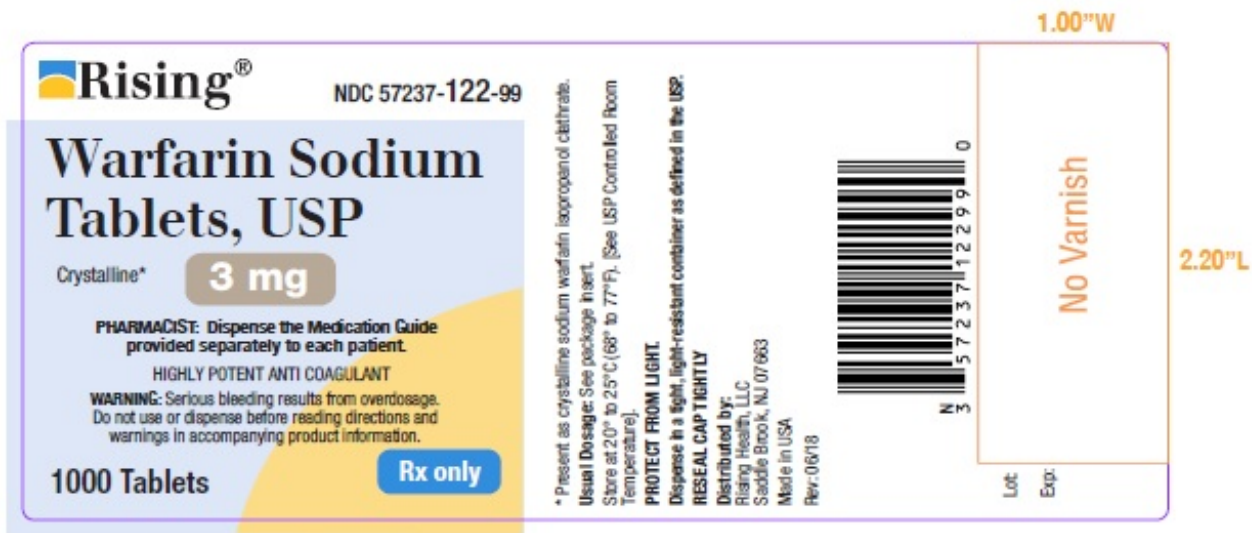 Rising®
NDC 57237-122-99
Warfarin Sodium
Tablets, USP
Crystalline*
3 mg
PHARMACIST: Dispense the Medication Guide
provided separately to each patient.
HIGHLY POTENT ANTI COAGULANT
WARNING: Serious bleeding results from overdosage.
Do not use or dispense before reading directions and
warnings in accompanying product information.
1000 Tablets
Rx only
* Present as crystalline sodium warfarin isopropanol clathrate.
Usual Dosage: See package insert.
Store at 20° to 25°C (68° to 77°F). [See USP Controlled Room
Temperature].
PROTECT FROM LIGHT.
Dispense in a tight, light-resistant container as defined in the USP.
RESEAL CAP TIGHTLY
Distributed by:
Rising Health, LLC
Saddle Brook, NJ 07663
Made in USA
Rev: 06/18
N
3 57237 12299 0
1.00"W
No Varnish
2.20"L
Lot:
Exp: